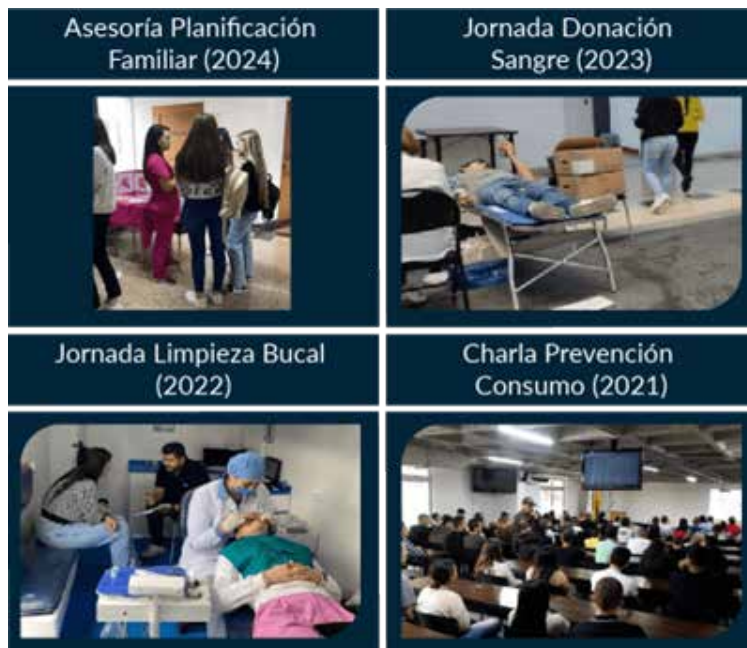 Asesoría Planificación
Familiar (2024)
Jornada Donación
Sangre (2023)
Jornada Limpieza Bucal
(2022)
Charla Prevención
Consumo (2021)